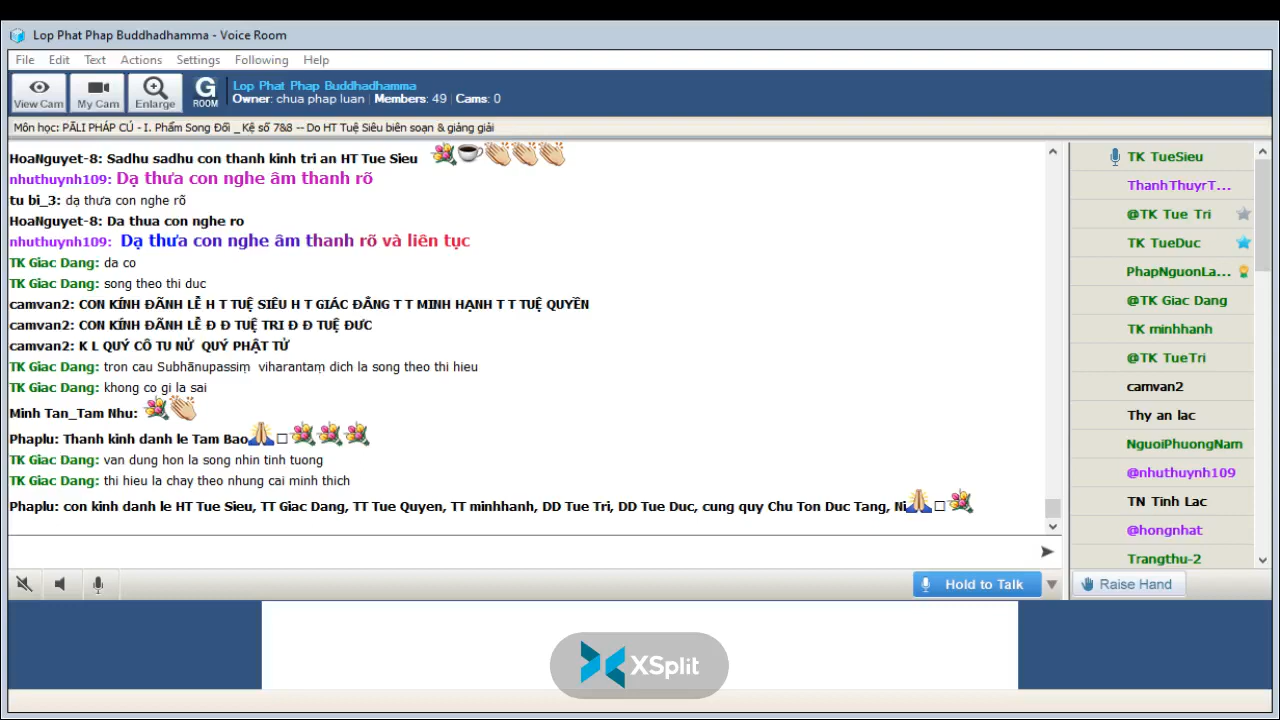 Lop Phat Phap Buddhadhamma - Voice Room
File Edit Text Actions Settings Following Help
View Cam My Cam Enlarge G ROOM
Lop Phat Phap Buddhadhamma
Owner: chua phap luan | Members: 49 | Cams: 0
Môn học: PĀLI PHÁP CÚ - I. Phẩm Song Đối _ Kệ số 7&8 -- Do HT Tuệ Siêu biên soạn & giảng giải
HoaNguyet-8: Sadhu sadhu con thanh kinh tri an HT Tue Sieu
nhuthuynh109: Dạ thưa con nghe âm thanh rõ
tu bi_3: dạ thưa con nghe rõ
HoaNguyet-8: Da thua con nghe ro
nhuthuynh109: Dạ thưa con nghe âm thanh rõ và liên tục
TK Giac Dang: da co
TK Giac Dang: song theo thi duc
camvan2: CON KÍNH ĐÃNH LỄ H T TUỆ SIÊU H T GIÁC ĐẲNG T T MINH HẠNH T T TUỆ QUYỀN
camvan2: CON KÍNH ĐÃNH LỄ Đ Đ TUỆ TRI Đ Đ TUỆ ĐƯC
camvan2: K L QUÝ CÔ TU NỬ QUÝ PHẬT TỬ
TK Giac Dang: tron cau Subhānupassiṃ viharantaṃ dich la song theo thi hieu
TK Giac Dang: khong co gi la sai
Minh Tan_Tam Nhu:
Phaplu: Thanh kinh danh le Tam Bao
TK Giac Dang: van dung hon la song nhin tinh tuong
TK Giac Dang: thi hieu la chay theo nhung cai minh thich
Phaplu: con kinh danh le HT Tue Sieu, TT Giac Dang, TT Tue Quyen, TT minhhanh, DD Tue Tri, DD Tue Duc, cung quy Chu Ton Duc Tang, Ni
TK TueSieu
ThanhThuyrT...
@TK Tue Tri
TK TueDuc
PhapNguonLa...
@TK Giac Dang
TK minhhanh
@TK TueTri
camvan2
Thy an lac
NguoiPhuongNam
@nhuthuynh109
TN Tinh Lac
@hongnhat
Trangthu-2
Hold to Talk
Raise Hand
XSplit